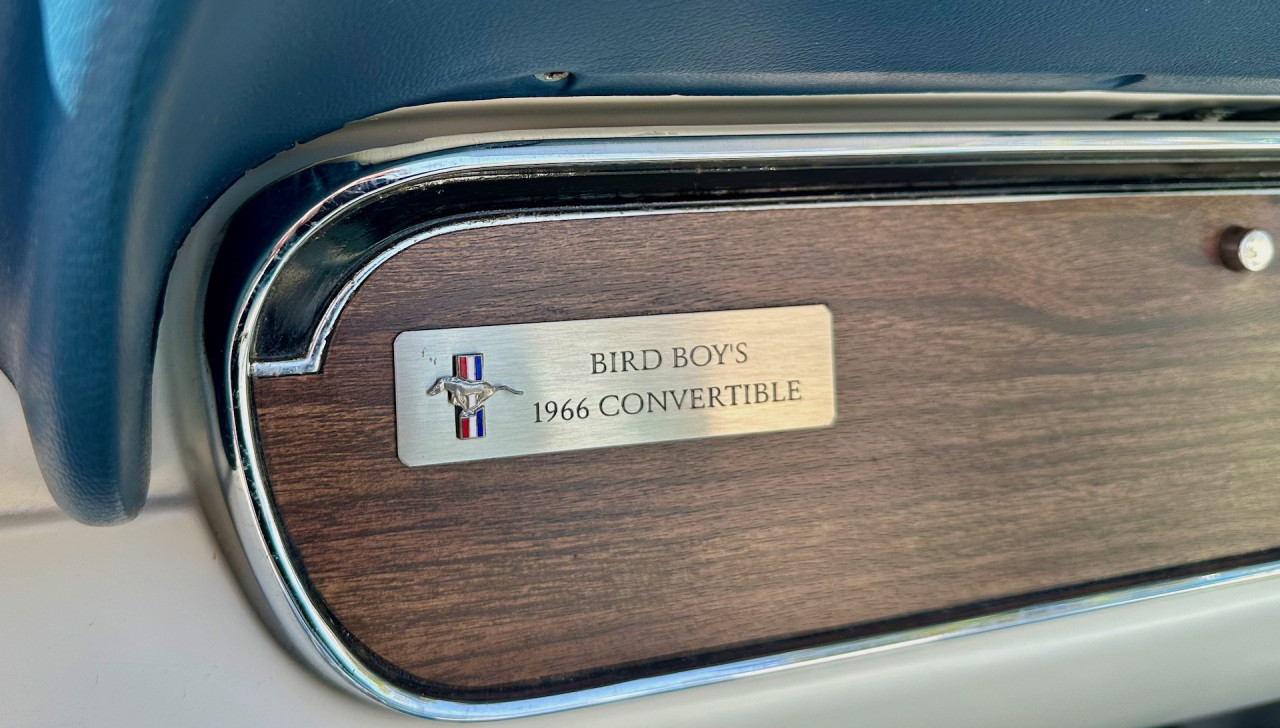 BIRD BOY'S
1966 CONVERTIBLE